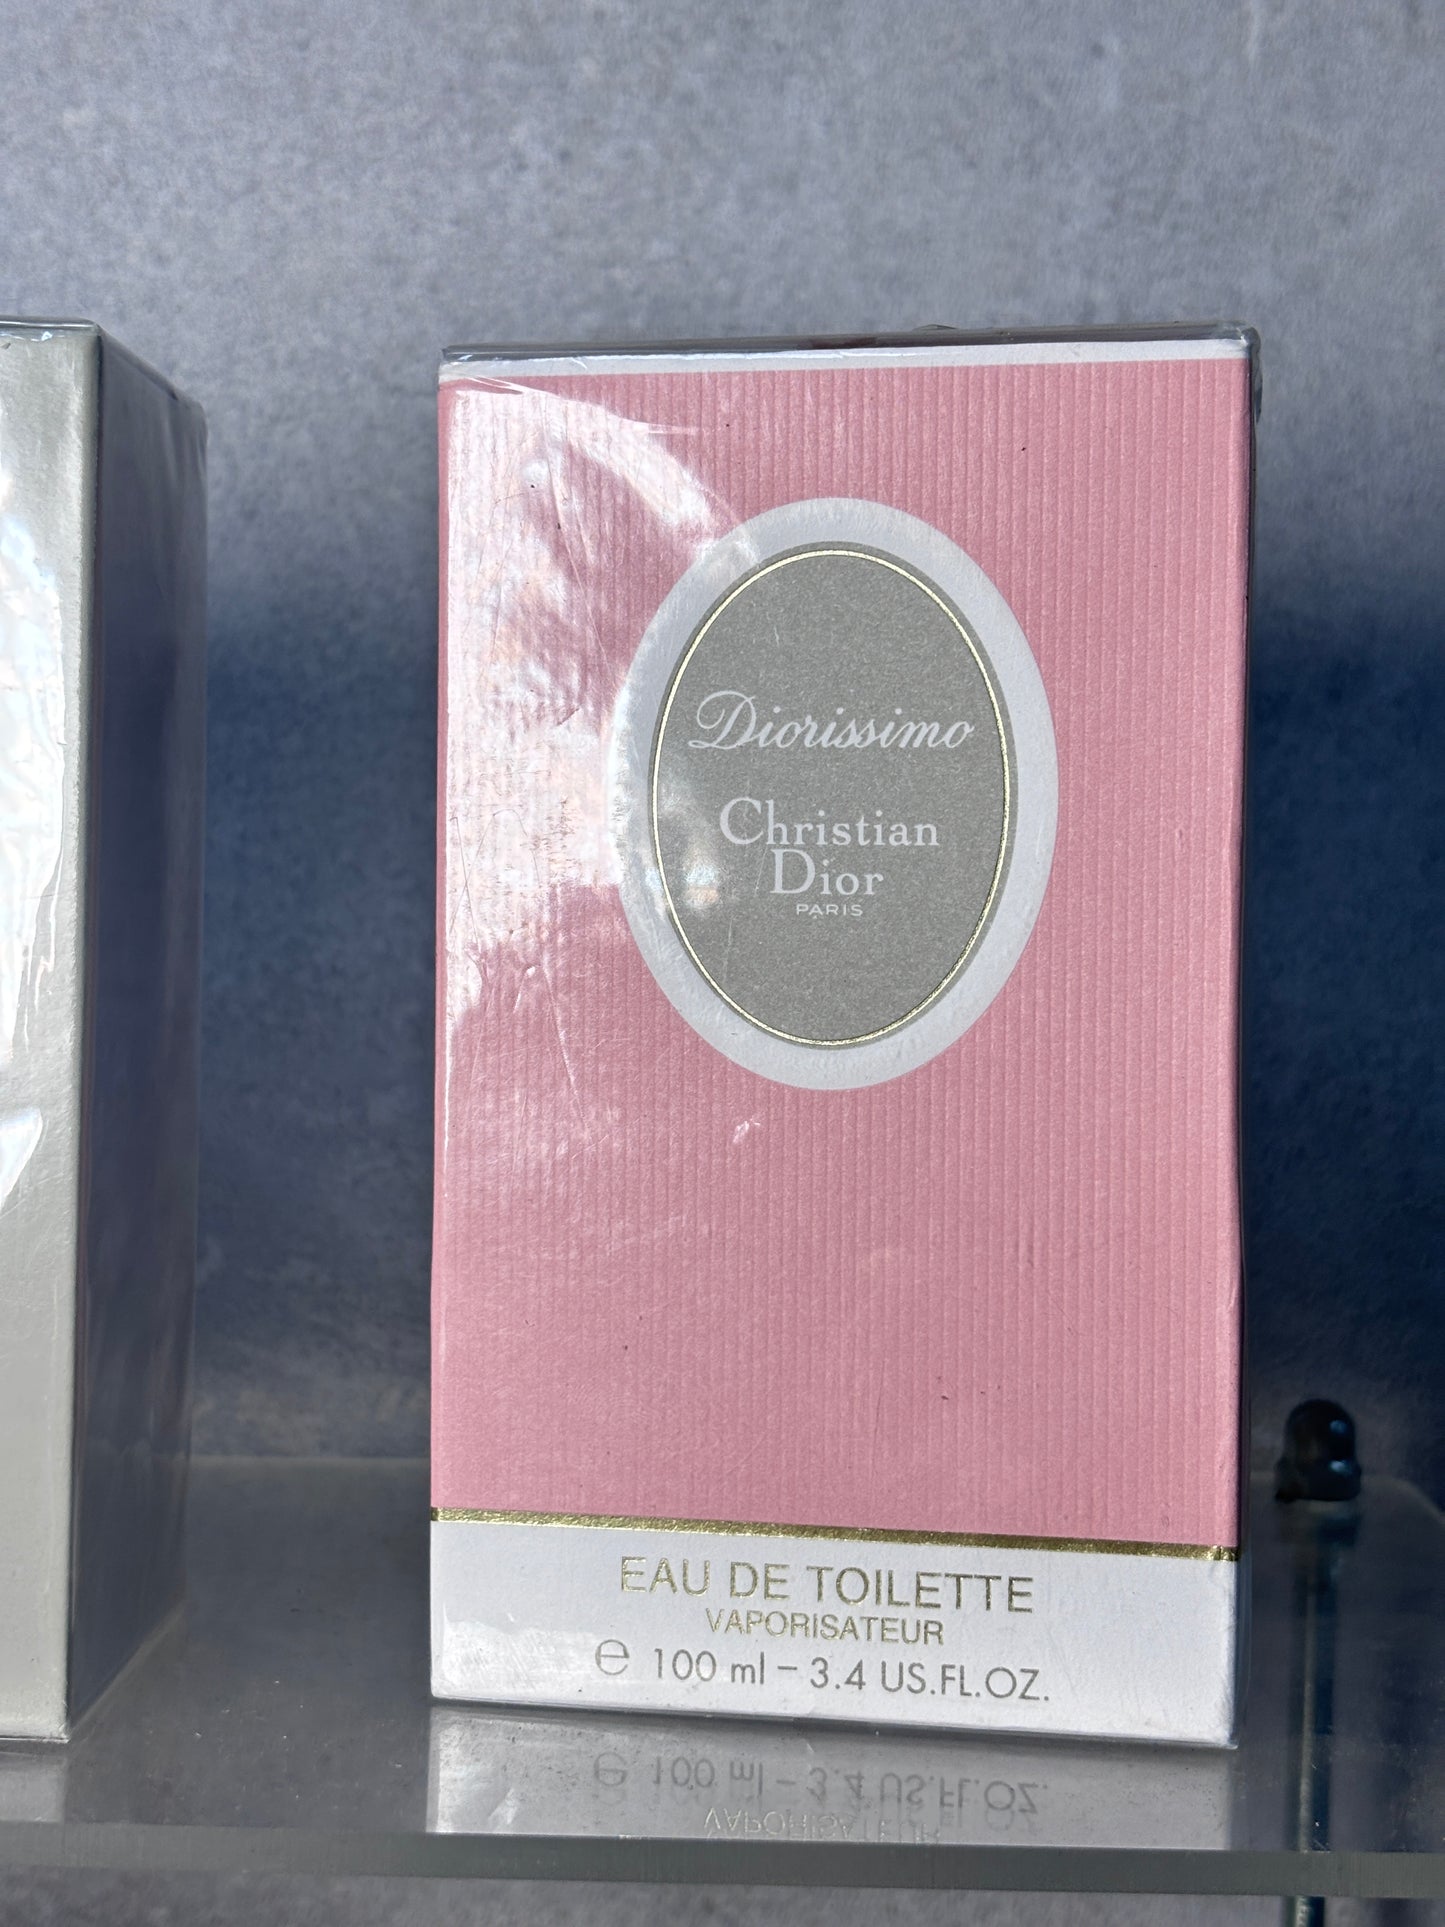 Diorissimo
Christian
Dior
PARIS
EAU DE TOILETTE
VAPORISATEUR
℮ 100 ml - 3.4 US.FL.OZ.